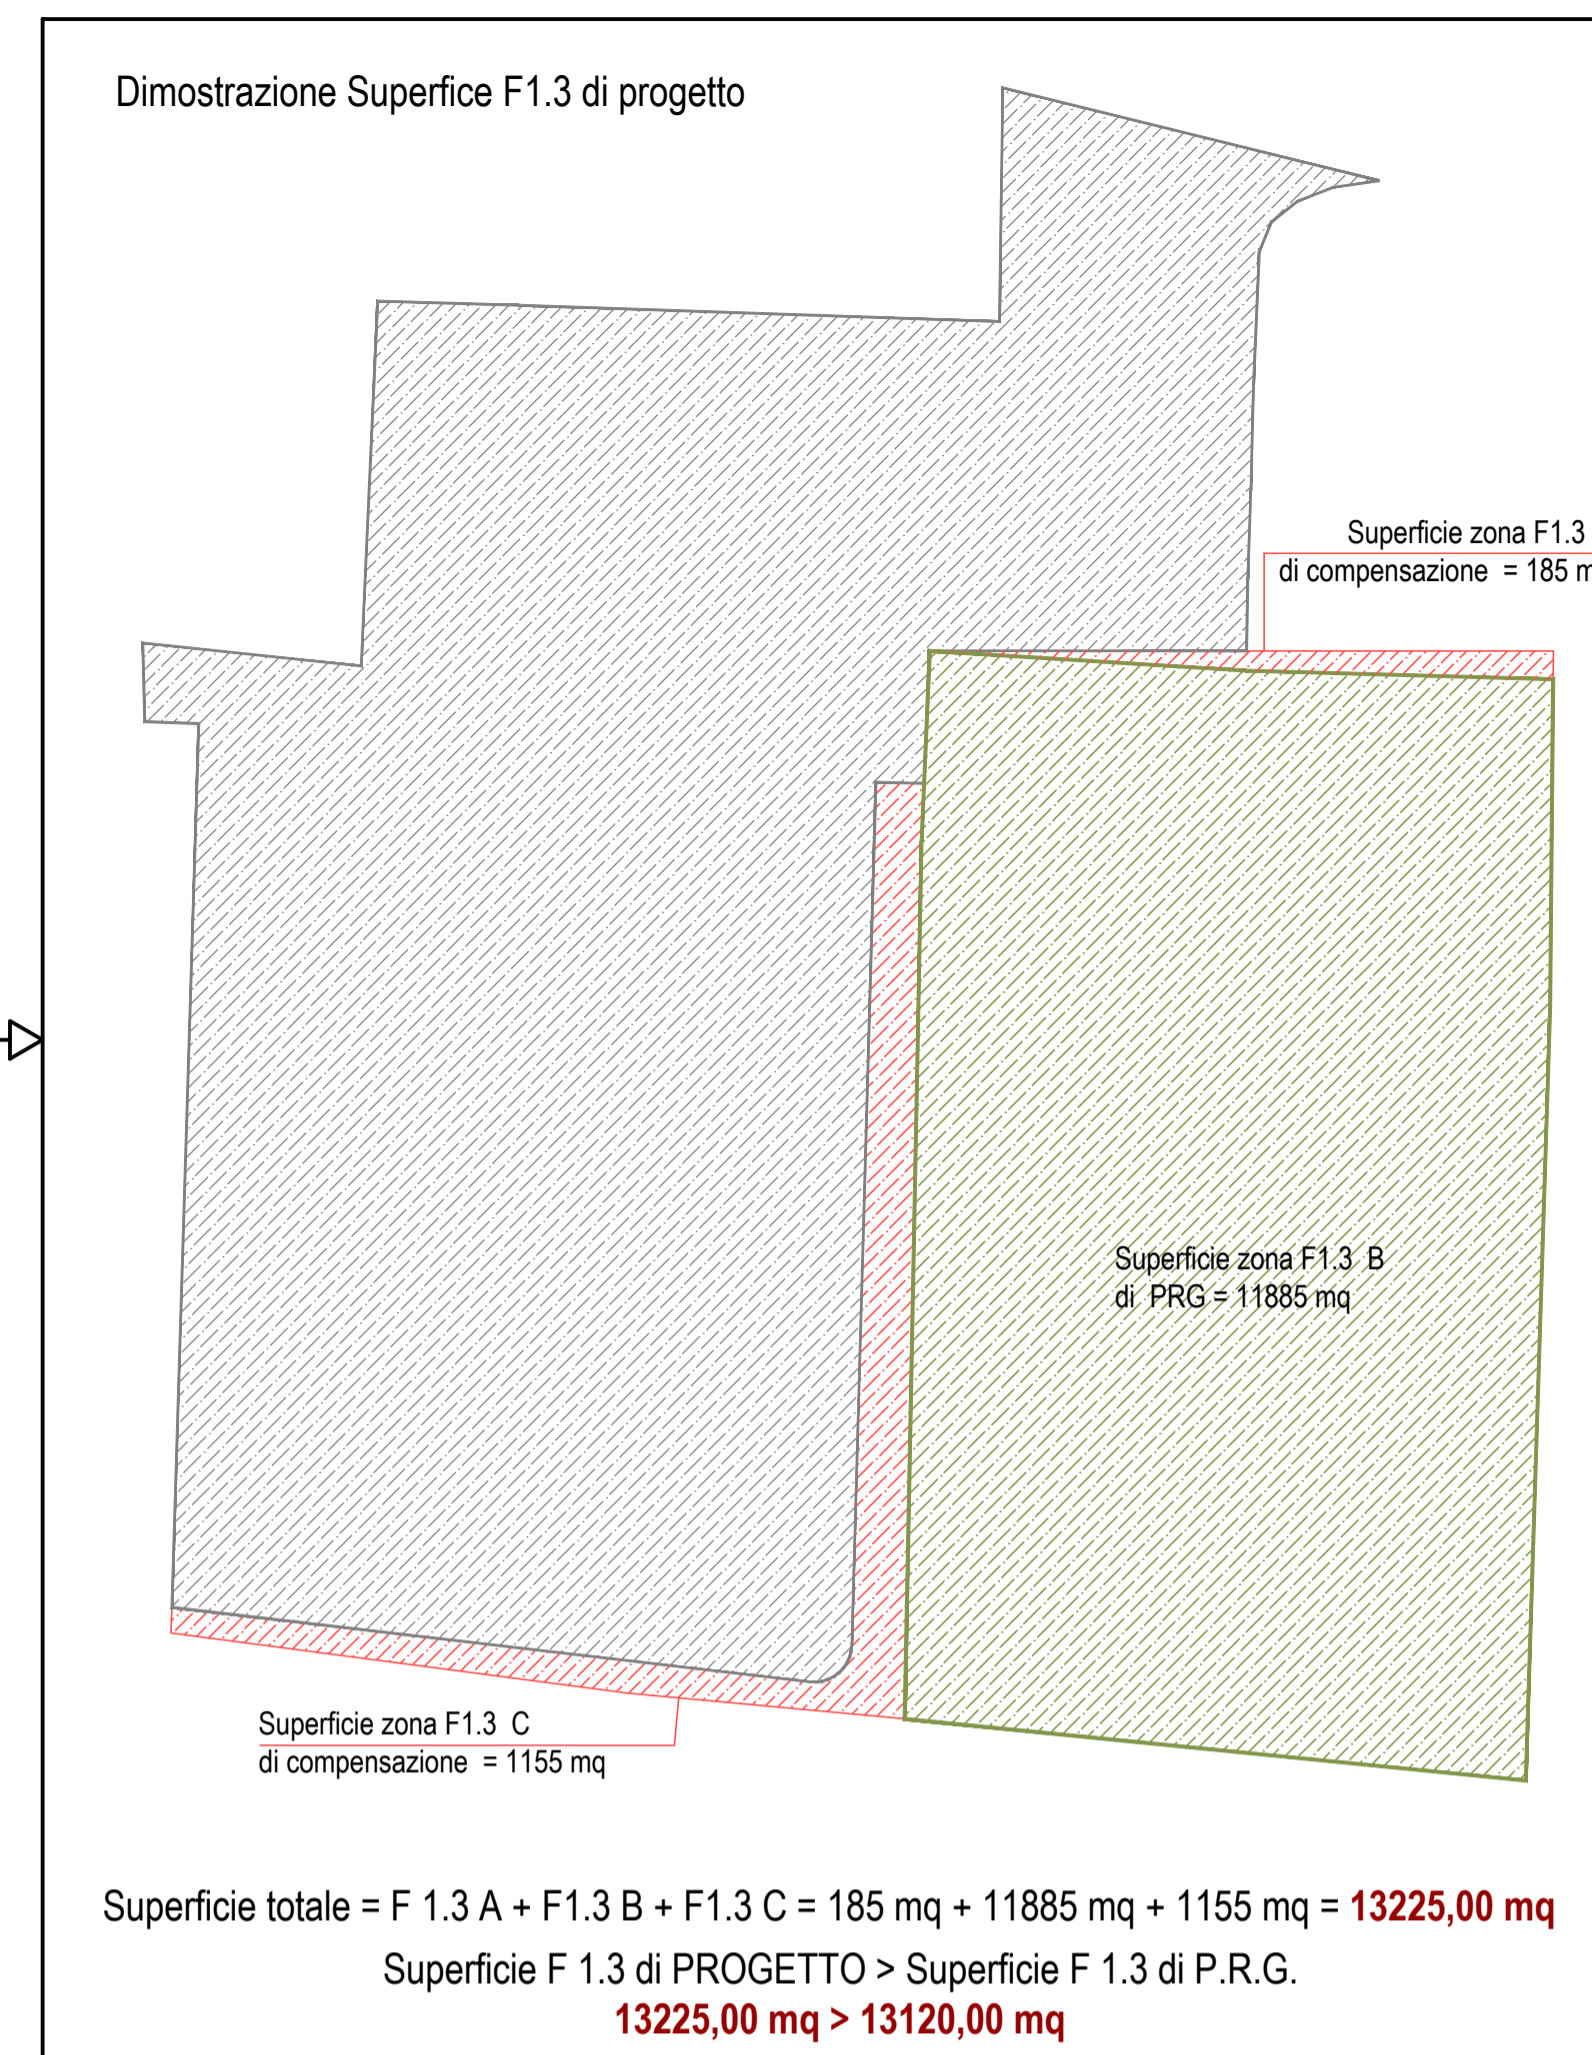 Dimostrazione Superfice F1.3 di progetto
Superficie zona F1.3
di compensazione = 185
Superficie zona F1.3 B
di PRG = 11885 mq
Superficie zona F1.3 C
di compensazione = 1155 mq
Superficie totale = F 1.3 A + F1.3 B + F1.3 C = 185 mq + 11885 mq + 1155 mq = 13225,00 mq
Superficie F 1.3 di PROGETTO > Superficie F 1.3 di P.R.G.
13225,00 mq > 13120,00 mq